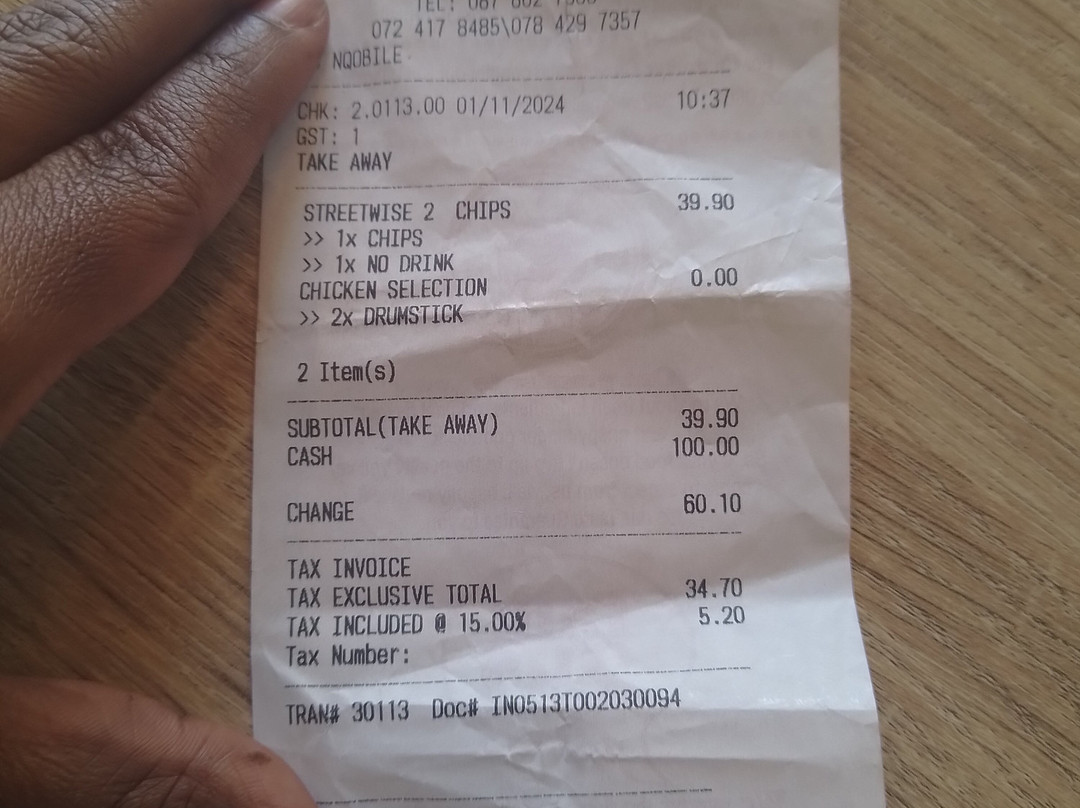 TEL: 087 802
072 417 8485\078 429 7357
NQOBILE
CHK: 2.0113.00 01/11/2024 10:37
GST: 1
TAKE AWAY
STREETWISE 2 CHIPS 39.90
>> 1x CHIPS
>> 1x NO DRINK
CHICKEN SELECTION 0.00
>> 2x DRUMSTICK
2 Item(s)
SUBTOTAL(TAKE AWAY) 39.90
CASH 100.00
CHANGE 60.10
TAX INVOICE
TAX EXCLUSIVE TOTAL 34.70
TAX INCLUDED @ 15.00% 5.20
Tax Number:
TRAN# 30113 Doc# IN0513T002030094